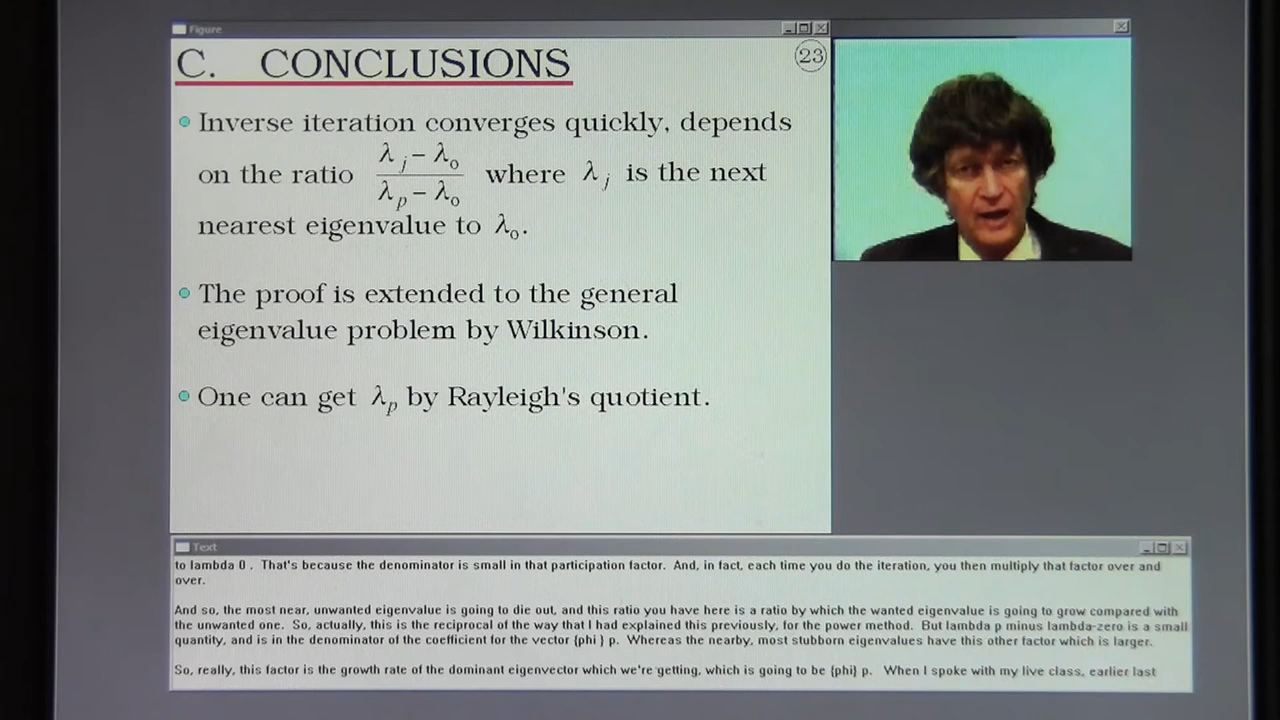 Figure
C. CONCLUSIONS
23
• Inverse iteration converges quickly, depends
on the ratio (λj − λo)/(λp − λo) where λj is the next
nearest eigenvalue to λo.
• The proof is extended to the general
eigenvalue problem by Wilkinson.
• One can get λp by Rayleigh's quotient.
Text
to lambda 0 . That's because the denominator is small in that participation factor. And, in fact, each time you do the iteration, you then multiply that factor over and
over.
And so, the most near, unwanted eigenvalue is going to die out, and this ratio you have here is a ratio by which the wanted eigenvalue is going to grow compared with
the unwanted one. So, actually, this is the reciprocal of the way that I had explained this previously, for the power method. But lambda p minus lambda-zero is a small
quantity, and is in the denominator of the coefficient for the vector {phi } p. Whereas the nearby, most stubborn eigenvalues have this other factor which is larger.
So, really, this factor is the growth rate of the dominant eigenvector which we're getting, which is going to be {phi} p. When I spoke with my live class, earlier last